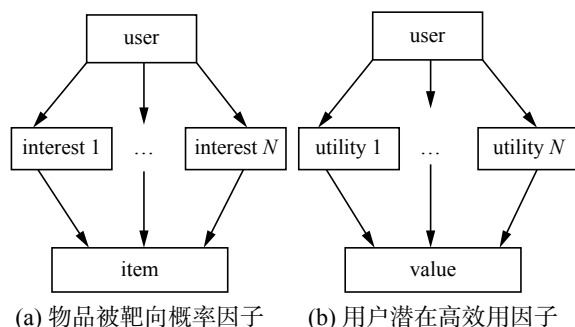 user
user
interest 1
…
interest N
utility 1
…
utility N
item
value
(a) 物品被靶向概率因子
(b) 用户潜在高效用因子